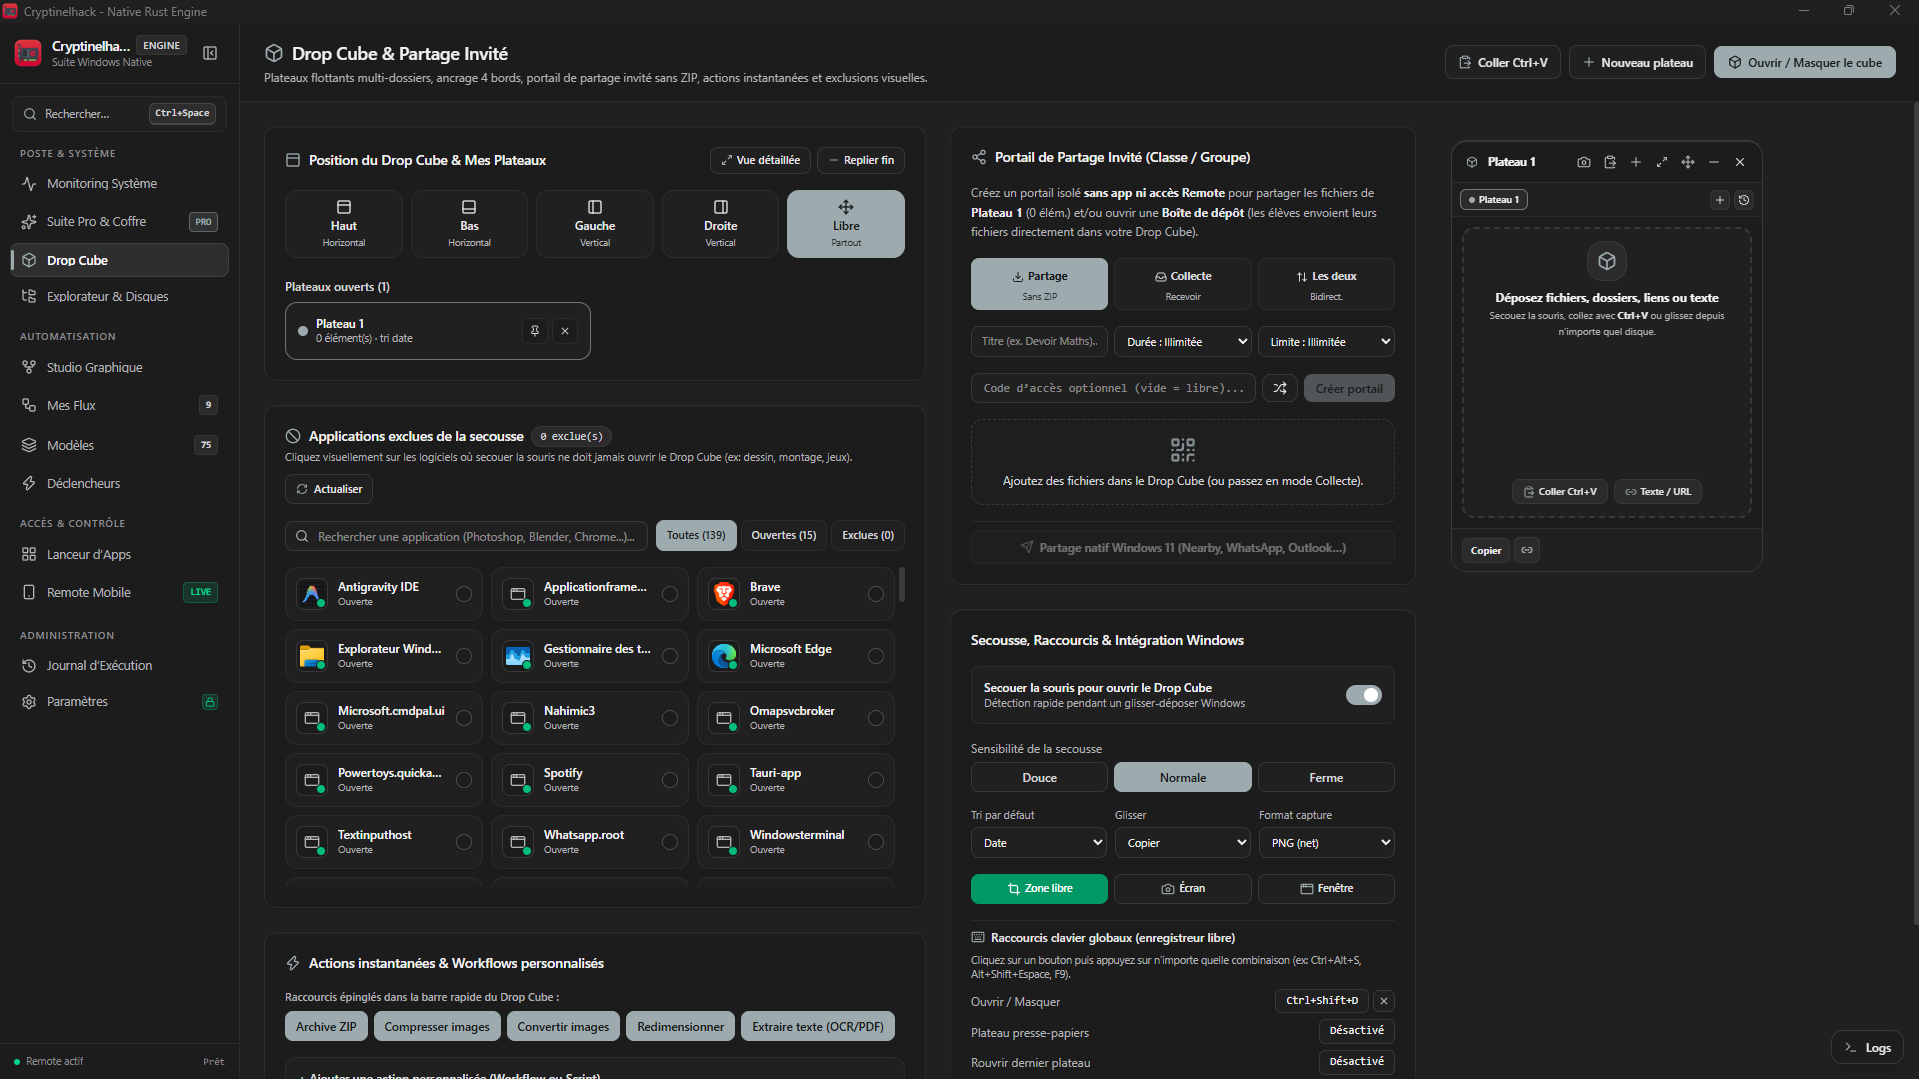 Cryptinelhack - Native Rust Engine
Cryptinelha... ENGINE
Suite Windows Native
Rechercher... Ctrl+Space
POSTE & SYSTÈME
Monitoring Système
Suite Pro & Coffre PRO
Drop Cube
Explorateur & Disques
AUTOMATISATION
Studio Graphique
Mes Flux 9
Modèles 75
Déclencheurs
ACCÈS & CONTRÔLE
Lanceur d'Apps
Remote Mobile LIVE
ADMINISTRATION
Journal d'Exécution
Paramètres
Remote actif Prêt
Drop Cube & Partage Invité
Plateaux flottants multi-dossiers, ancrage 4 bords, portail de partage invité sans ZIP, actions instantanées et exclusions visuelles.
Coller Ctrl+V Nouveau plateau Ouvrir / Masquer le cube
Position du Drop Cube & Mes Plateaux Vue détaillée Replier fin
Haut Bas Gauche Droite Libre
Horizontal Horizontal Vertical Vertical Partout
Plateaux ouverts (1)
Plateau 1
0 élément(s) · tri date
Applications exclues de la secousse 0 exclue(s)
Cliquez visuellement sur les logiciels où secouer la souris ne doit jamais ouvrir le Drop Cube (ex: dessin, montage, jeux).
Actualiser
Rechercher une application (Photoshop, Blender, Chrome...)... Toutes (139) Ouvertes (15) Exclues (0)
Antigravity IDE Applicationframe... Brave
Ouverte Ouverte Ouverte
Explorateur Wind... Gestionnaire des t... Microsoft Edge
Ouverte Ouverte Ouverte
Microsoft.cmdpal.ui Nahimic3 Omapsvcbroker
Ouverte Ouverte Ouverte
Powertoys.quicka... Spotify Tauri-app
Ouverte Ouverte Ouverte
Textinputhost Whatsapp.root Windowsterminal
Ouverte Ouverte Ouverte
Actions instantanées & Workflows personnalisés
Raccourcis épinglés dans la barre rapide du Drop Cube :
Archive ZIP Compresser images Convertir images Redimensionner Extraire texte (OCR/PDF)
+ Ajouter une action personnalisée (Workflow ou Script)
Portail de Partage Invité (Classe / Groupe)
Créez un portail isolé sans app ni accès Remote pour partager les fichiers de
Plateau 1 (0 élém.) et/ou ouvrir une Boîte de dépôt (les élèves envoient leurs
fichiers directement dans votre Drop Cube).
Partage Collecte Les deux
Sans ZIP Recevoir Bidirect.
Titre (ex. Devoir Maths).. Durée : Illimitée Limite : Illimitée
Code d'accès optionnel (vide = libre)... Créer portail
Ajoutez des fichiers dans le Drop Cube (ou passez en mode Collecte).
Partage natif Windows 11 (Nearby, WhatsApp, Outlook...)
Secousse, Raccourcis & Intégration Windows
Secouer la souris pour ouvrir le Drop Cube
Détection rapide pendant un glisser-déposer Windows
Sensibilité de la secousse
Douce Normale Ferme
Tri par défaut Glisser Format capture
Date Copier PNG (net)
Zone libre Écran Fenêtre
Raccourcis clavier globaux (enregistreur libre)
Cliquez sur un bouton puis appuyez sur n'importe quelle combinaison (ex: Ctrl+Alt+S,
Alt+Shift+Espace, F9).
Ouvrir / Masquer Ctrl+Shift+D
Plateau presse-papiers Désactivé
Rouvrir dernier plateau Désactivé
Plateau 1
Plateau 1
Déposez fichiers, dossiers, liens ou texte
Secouez la souris, collez avec Ctrl+V ou glissez depuis
n'importe quel disque.
Coller Ctrl+V Texte / URL
Copier
Logs